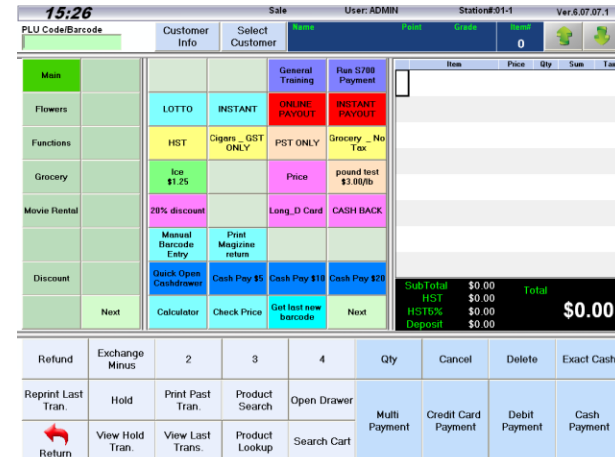 15:26 Sale User: ADMIN Station#:01-1 Ver.6.07.07.1
PLU Code/Barcode
Customer Info
Select Customer
Name Point Grade Item#
0
Item Price Qty Sum Tax
Main
General Training
Run S700 Payment
Flowers
LOTTO
INSTANT
ONLINE PAYOUT
INSTANT PAYOUT
Functions
HST
Cigars _ GST ONLY
PST ONLY
Grocery _ No Tax
Grocery
Ice $1.25
Price
pound test $3.00/lb
Movie Rental
20% discount
Long_D Card
CASH BACK
Manual Barcode Entry
Print Magizine return
Discount
Quick Open Cashdrawer
Cash Pay $5
Cash Pay $10
Cash Pay $20
Next
Calculator
Check Price
Get last new barcode
Next
SubTotal $0.00
HST $0.00
HST5% $0.00
Deposit $0.00
Total
$0.00
Refund
Exchange Minus
2
3
4
Qty
Cancel
Delete
Exact Cash
Reprint Last Tran.
Hold
Print Past Tran.
Product Search
Open Drawer
Multi Payment
Credit Card Payment
Debit Payment
Cash Payment
Return
View Hold Tran.
View Last Trans.
Product Lookup
Search Cart